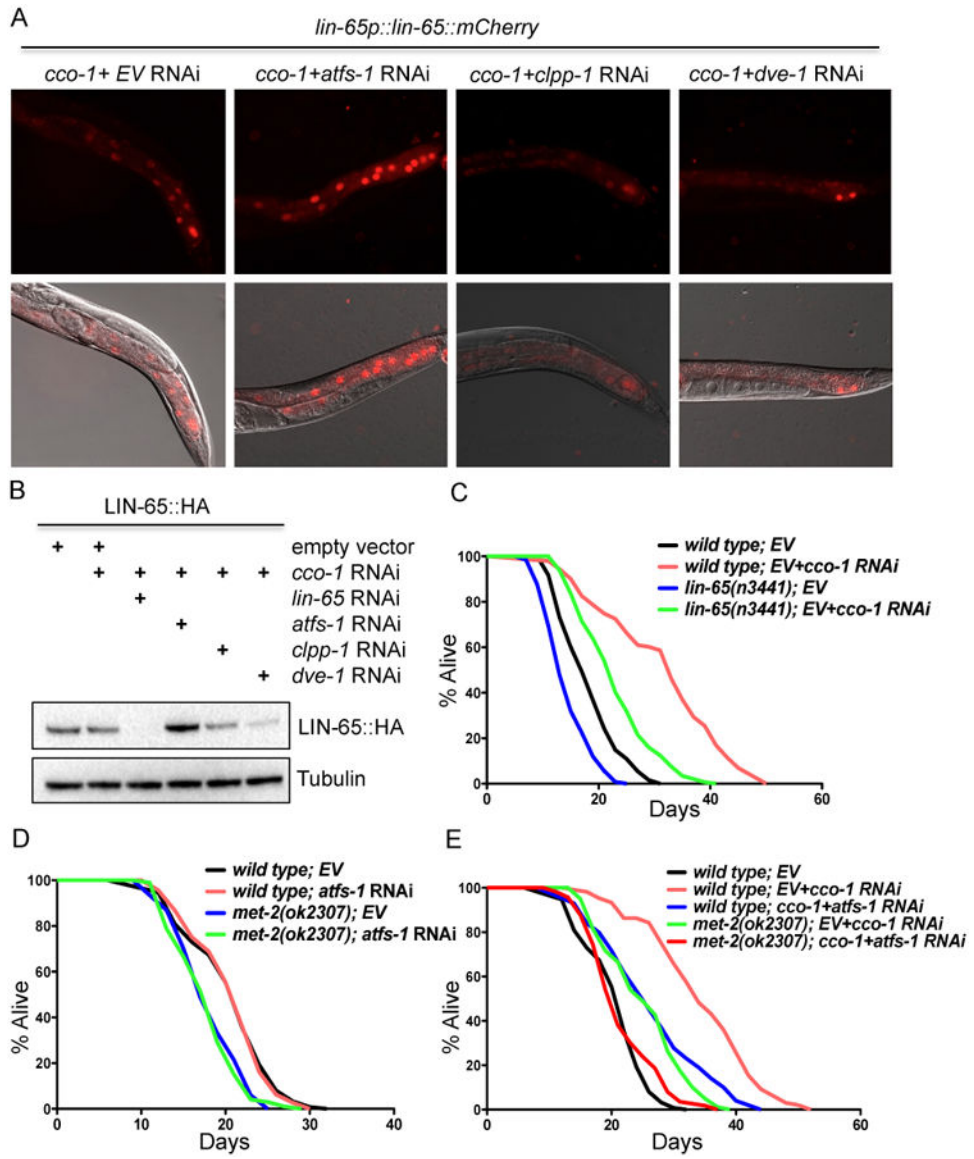 A
lin-65p::lin-65::mCherry
cco-1+ EV RNAi
cco-1+atfs-1 RNAi
cco-1+clpp-1 RNAi
cco-1+dve-1 RNAi
B
LIN-65::HA
+ + empty vector
+ + + + + cco-1 RNAi
+ lin-65 RNAi
+ atfs-1 RNAi
+ clpp-1 RNAi
+ dve-1 RNAi
LIN-65::HA
Tubulin
C
wild type; EV
wild type; EV+cco-1 RNAi
lin-65(n3441); EV
lin-65(n3441); EV+cco-1 RNAi
% Alive
100
80
60
40
20
0
0 20 40 60
Days
D
wild type; EV
wild type; atfs-1 RNAi
met-2(ok2307); EV
met-2(ok2307); atfs-1 RNAi
% Alive
100
80
60
40
20
0
0 10 20 30 40
Days
E
wild type; EV
wild type; EV+cco-1 RNAi
wild type; cco-1+atfs-1 RNAi
met-2(ok2307); EV+cco-1 RNAi
met-2(ok2307); cco-1+atfs-1 RNAi
% Alive
100
80
60
40
20
0
0 20 40 60
Days